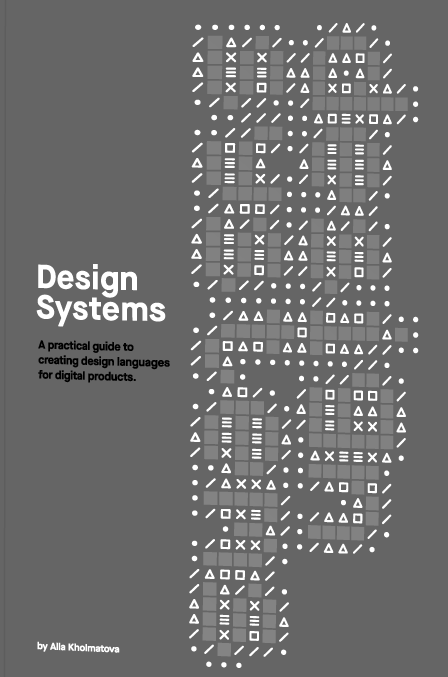 Design
Systems
A practical guide to
creating design languages
for digital products.
by Alla Kholmatova